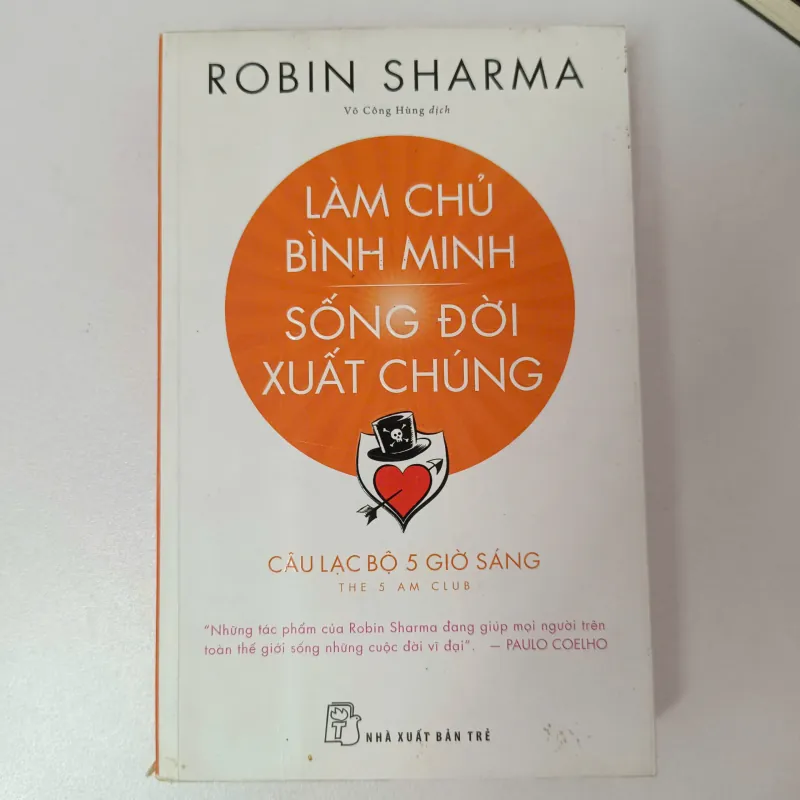 ROBIN SHARMA
Võ Công Hùng dịch
LÀM CHỦ
BÌNH MINH
SỐNG ĐỜI
XUẤT CHÚNG
CÂU LẠC BỘ 5 GIỜ SÁNG
THE 5 AM CLUB
"Những tác phẩm của Robin Sharma đang giúp mọi người trên
toàn thế giới sống những cuộc đời vĩ đại". — PAULO COELHO
T NHÀ XUẤT BẢN TRẺ